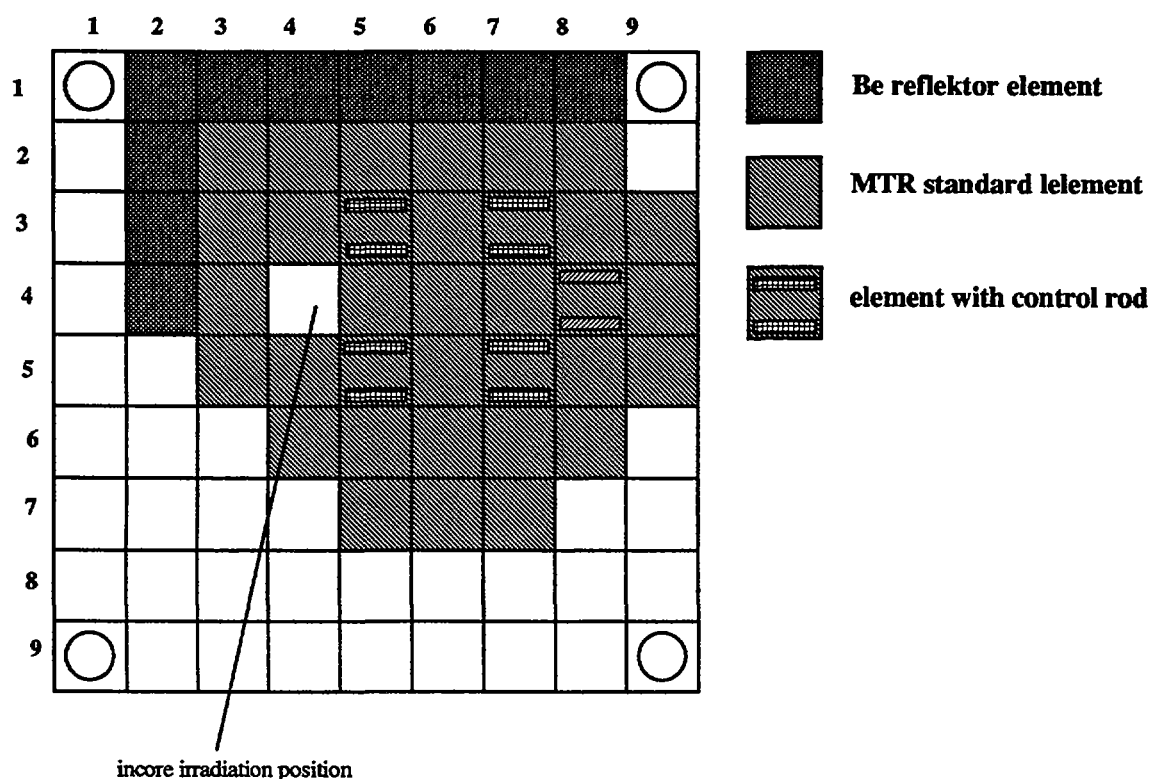 1 2 3 4 5 6 7 8 9
1
2
3
4
5
6
7
8
9
Be reflektor element
MTR standard lelement
element with control rod
incore irradiation position